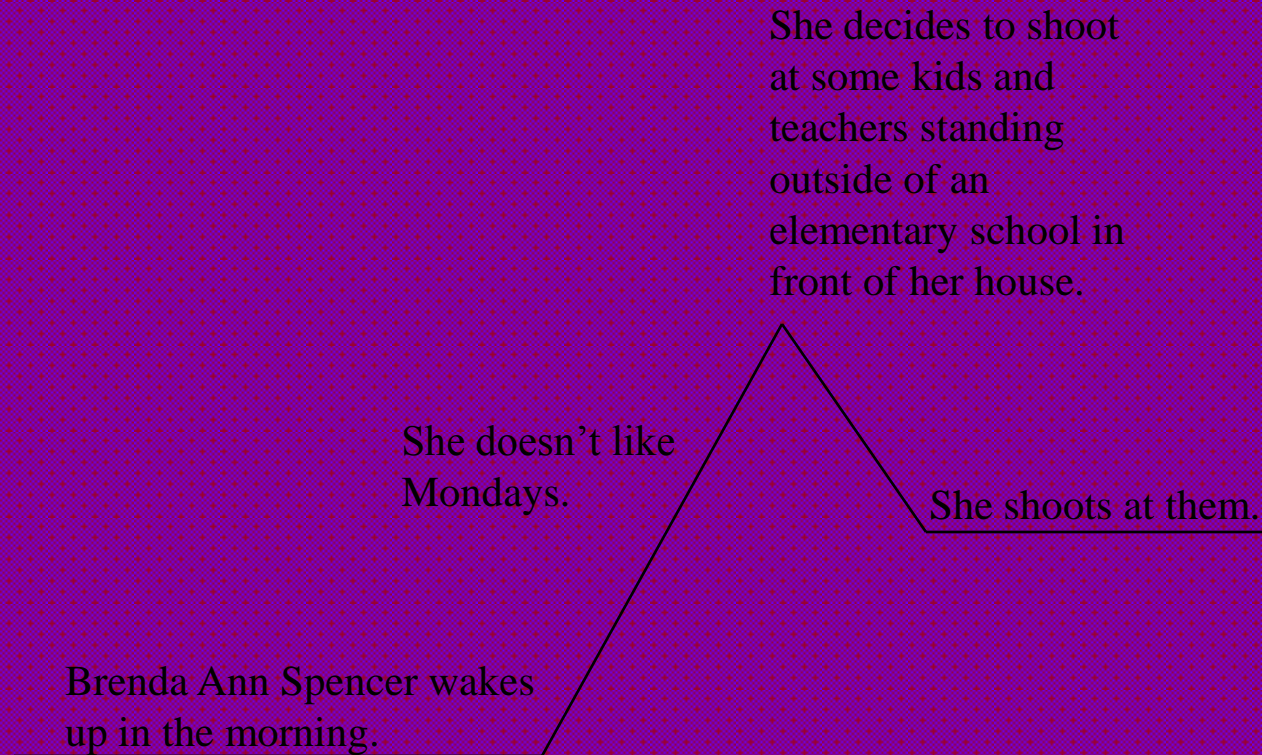 She decides to shoot
at some kids and
teachers standing
outside of an
elementary school in
front of her house.
She doesn’t like
Mondays.
She shoots at them.
Brenda Ann Spencer wakes
up in the morning.